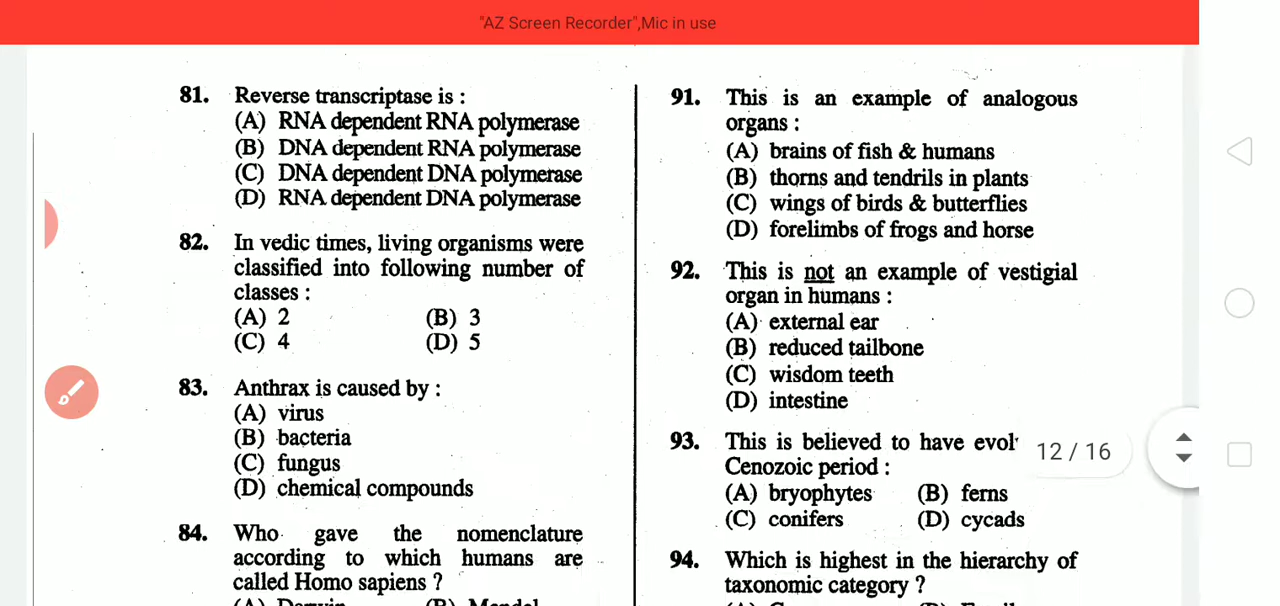 "AZ Screen Recorder",Mic in use
81. Reverse transcriptase is :
(A) RNA dependent RNA polymerase
(B) DNA dependent RNA polymerase
(C) DNA dependent DNA polymerase
(D) RNA dependent DNA polymerase
82. In vedic times, living organisms were
classified into following number of
classes :
(A) 2 (B) 3
(C) 4 (D) 5
83. Anthrax is caused by :
(A) virus
(B) bacteria
(C) fungus
(D) chemical compounds
84. Who gave the nomenclature
according to which humans are
called Homo sapiens ?
(A) Darwin (B) Mendel
91. This is an example of analogous
organs :
(A) brains of fish & humans
(B) thorns and tendrils in plants
(C) wings of birds & butterflies
(D) forelimbs of frogs and horse
92. This is not an example of vestigial
organ in humans :
(A) external ear
(B) reduced tailbone
(C) wisdom teeth
(D) intestine
93. This is believed to have evol
Cenozoic period :
(A) bryophytes (B) ferns
(C) conifers (D) cycads
94. Which is highest in the hierarchy of
taxonomic category ?
12 / 16